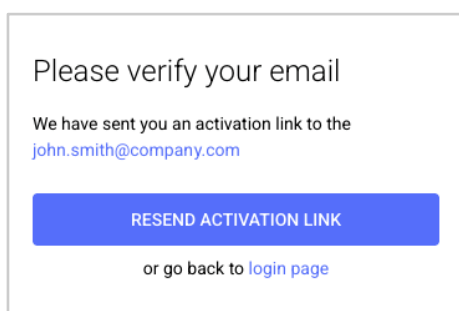 Please verify your email
We have sent you an activation link to the
john.smith@company.com
RESEND ACTIVATION LINK
or go back to login page